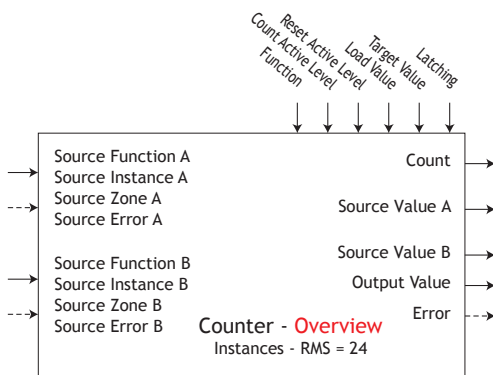 Function
Count Active Level
Reset Active Level
Load Value
Target Value
Latching
Source Function A
Source Instance A
Source Zone A
Source Error A
Source Function B
Source Instance B
Source Zone B
Source Error B
Count
Source Value A
Source Value B
Output Value
Error
Counter - Overview
Instances - RMS = 24